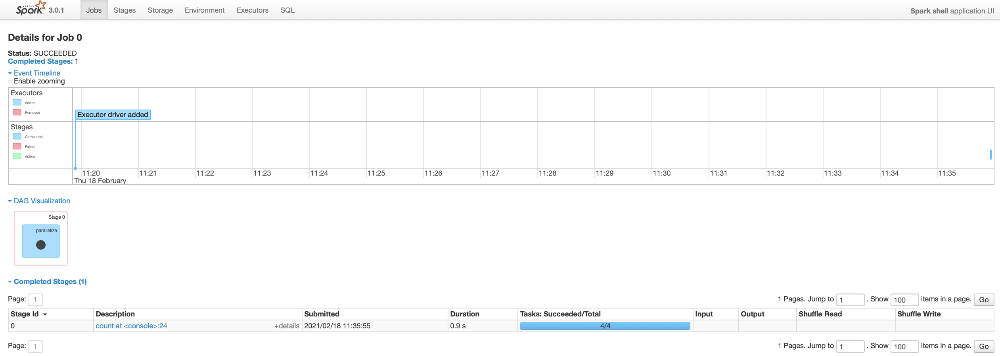 APACHE Spark 3.0.1 Jobs Stages Storage Environment Executors SQL Spark shell application UI
Details for Job 0
Status: SUCCEEDED
Completed Stages: 1
Event Timeline
Enable zooming
Executors
Added
Removed
Executor driver added
Stages
Completed
Failed
Active
11:20 11:21 11:22 11:23 11:24 11:25 11:26 11:27 11:28 11:29 11:30 11:31 11:32 11:33 11:34 11:35
Thu 18 February
DAG Visualization
Stage 0
parallelize
Completed Stages (1)
Page: 1 1 Pages. Jump to 1 . Show 100 items in a page. Go
Stage Id Description Submitted Duration Tasks: Succeeded/Total Input Output Shuffle Read Shuffle Write
0 count at <console>:24 +details 2021/02/18 11:35:55 0.9 s 4/4
Page: 1 1 Pages. Jump to 1 . Show 100 items in a page. Go